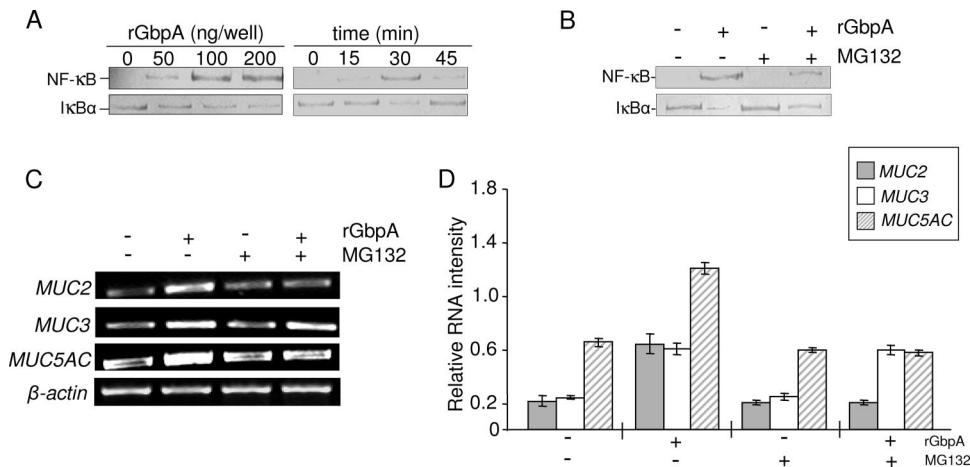 A
rGbpA (ng/well)
time (min)
0 50 100 200
0 15 30 45
NF-κB
IκBα
B
- + - + rGbpA
- - + + MG132
NF-κB
IκBα
C
- + - + rGbpA
- - + + MG132
MUC2
MUC3
MUC5AC
β-actin
D
MUC2
MUC3
MUC5AC
Relative RNA intensity
1.8
1.4
1.0
0.6
0.2
0
- + - + rGbpA
- - + + MG132